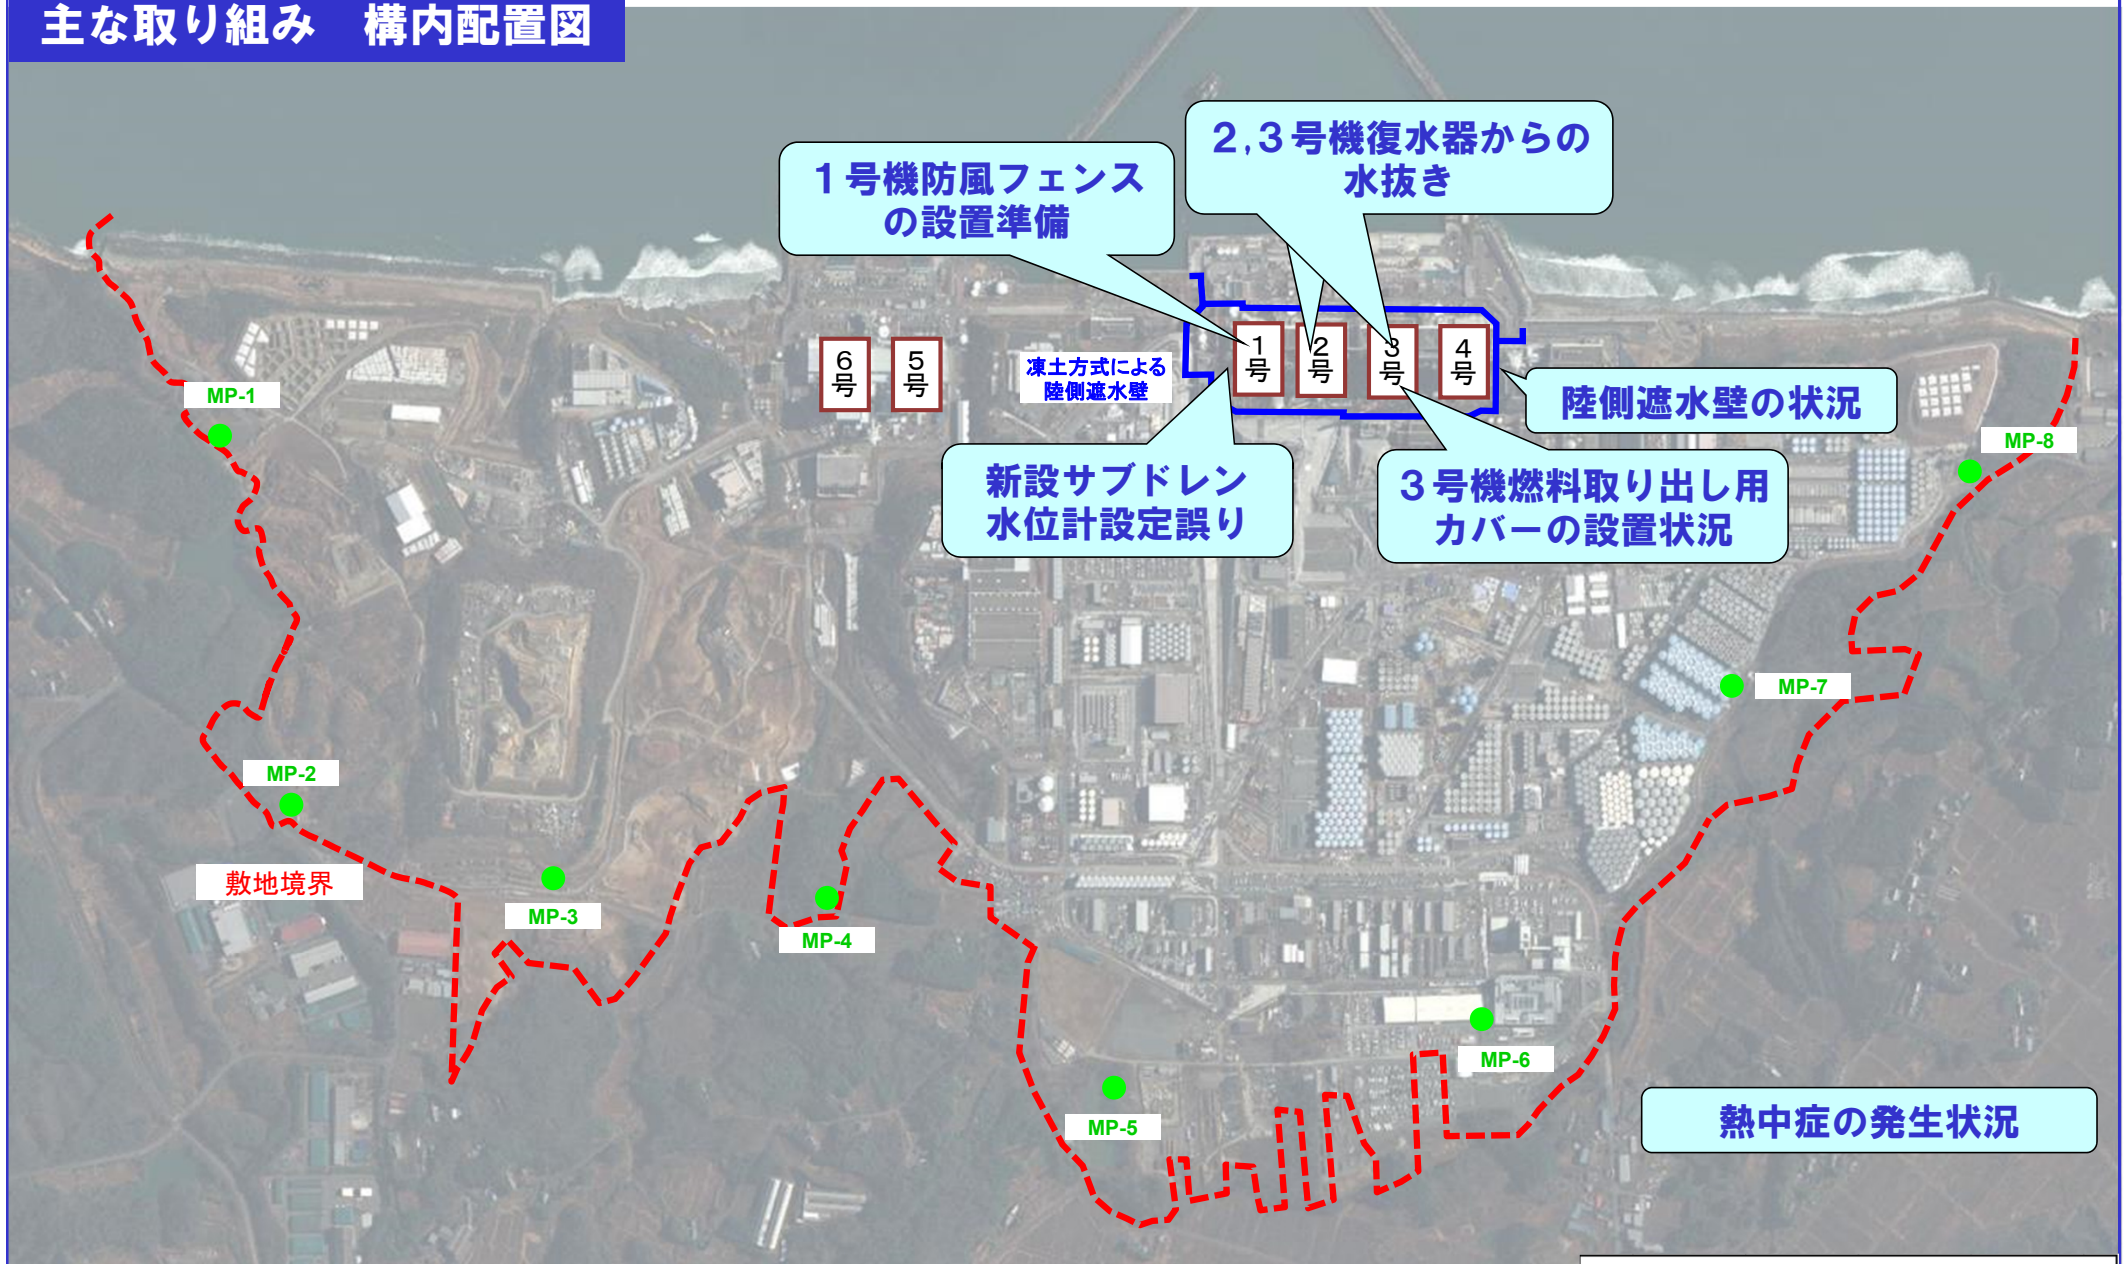 主な取り組み　構内配置図
２,３号機復水器からの
水抜き
１号機防風フェンス
の設置準備
6
号
5
号
凍土方式による
陸側遮水壁
1
号
2
号
3
号
4
号
陸側遮水壁の状況
MP-1
MP-8
新設サブドレン
水位計設定誤り
３号機燃料取り出し用
カバーの設置状況
MP-7
MP-2
敷地境界
MP-3
MP-4
MP-6
MP-5
熱中症の発生状況